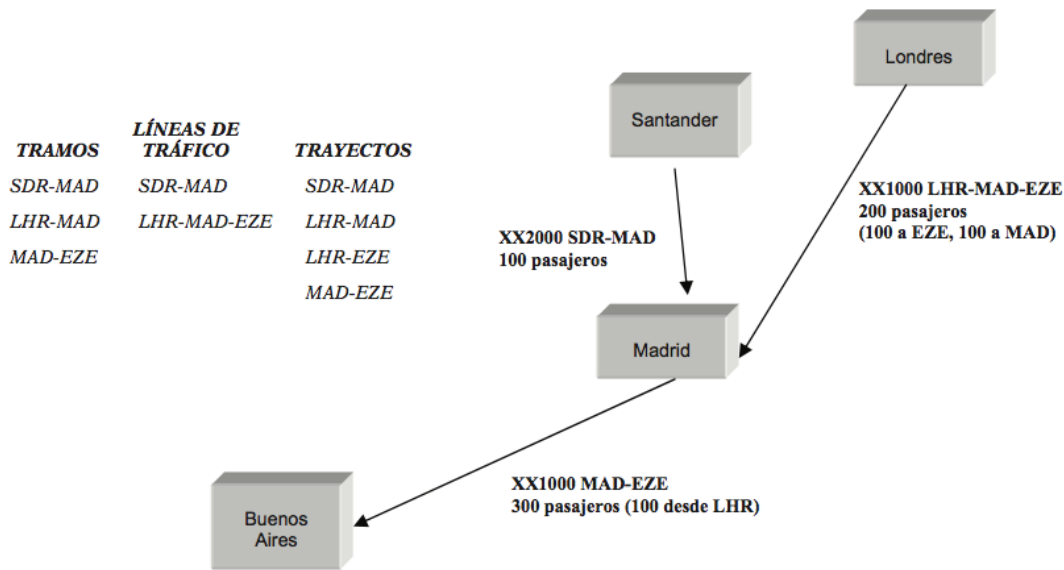 TRAMOS
SDR-MAD
LHR-MAD
MAD-EZE
LÍNEAS DE
TRÁFICO
SDR-MAD
LHR-MAD-EZE
TRAYECTOS
SDR-MAD
LHR-MAD
LHR-EZE
MAD-EZE
Santander
Londres
XX2000 SDR-MAD
100 pasajeros
XX1000 LHR-MAD-EZE
200 pasajeros
(100 a EZE, 100 a MAD)
Madrid
XX1000 MAD-EZE
300 pasajeros (100 desde LHR)
Buenos
Aires